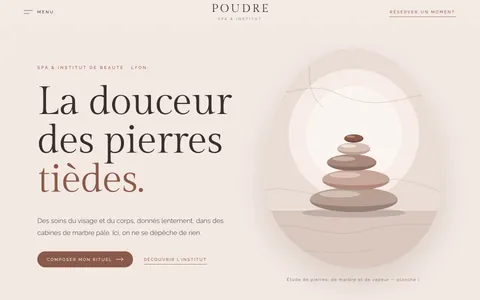 MENU
POUDRE
SPA & INSTITUT
RÉSERVER UN MOMENT
SPA & INSTITUT DE BEAUTÉ · LYON
La douceur
des pierres
tièdes.
Des soins du visage et du corps, donnés lentement, dans des
cabines de marbre pâle. Ici, on ne se dépêche de rien.
COMPOSER MON RITUEL
DÉCOUVRIR L'INSTITUT
Étude de pierres, de marbre et de vapeur — planche I